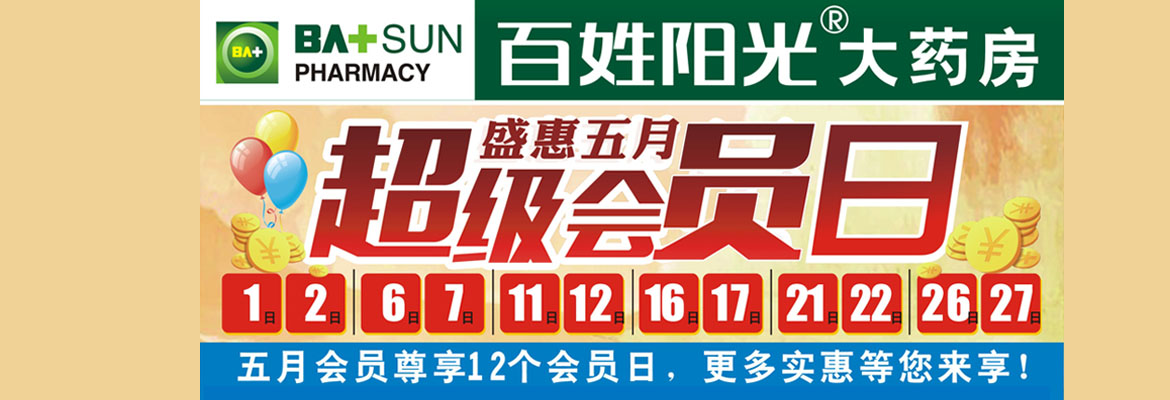 BA+
BA+SUN
PHARMACY
百姓阳光®大药房
盛惠五月
超级会员日
1日 2日 6日 7日 11日 12日 16日 17日 21日 22日 26日 27日
五月会员尊享12个会员日，更多实惠等您来享！